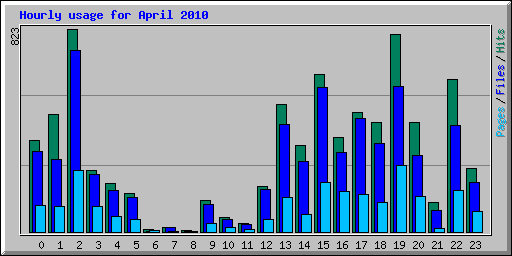 Hourly usage for April 2010
823
Pages / Files / Hits
0 1 2 3 4 5 6 7 8 9 10 11 12 13 14 15 16 17 18 19 20 21 22 23